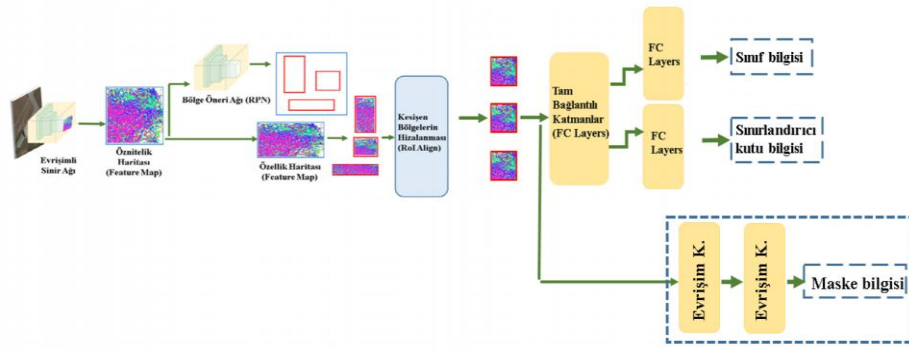 Evrişimli
Sinir Ağı
Öznitelik
Haritası
(Feature Map)
Bölge Öneri Ağı (RPN)
Özellik Haritası
(Feature Map)
Kesişen
Bölgelerin
Hizalanması
(RoI Align)
Tam
Bağlantılı
Katmanlar
(FC Layers)
FC
Layers
Sınıf bilgisi
FC
Layers
Sınırlandırıcı
kutu bilgisi
Evrişim K.
Evrişim K.
Maske bilgisi